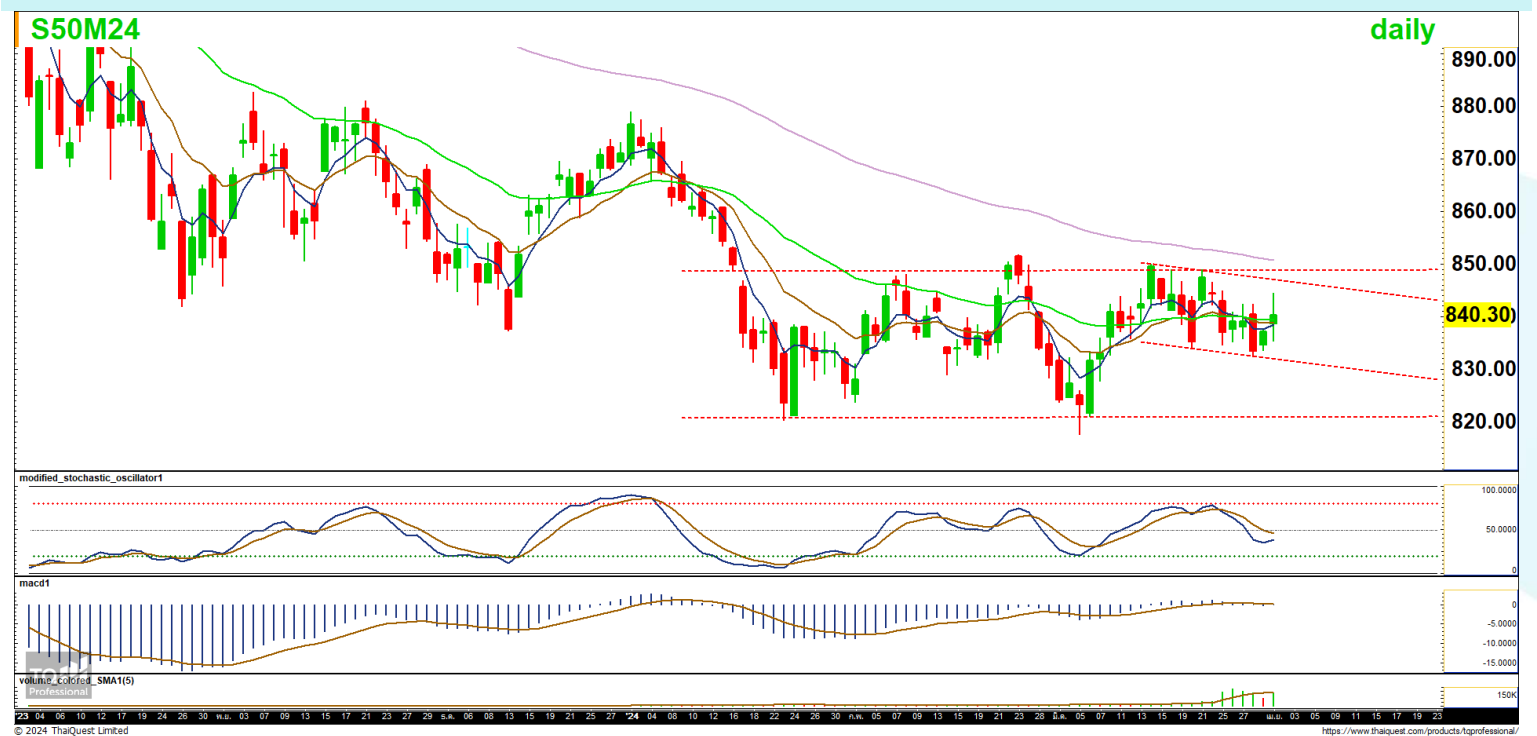 S50M24
daily
890.00
880.00
870.00
860.00
850.00
840.30)
830.00
820.00
modified_stochastic_oscillator1
100.0000
50.0000
0
macd1
0
-5.0000
-10.0000
-15.0000
Professional
volume_colored_SMA1(5)
150K
'23 04 06 10 12 17 19 24 26 30 พ.ย. 03 07 09 13 15 17 21 23 27 29 ธ.ค. 06 08 13 15 19 21 25 27 '24 04 08 10 12 16 18 22 24 26 30 ก.พ. 05 07 09 13 15 19 21 23 28 มี.ค. 05 07 11 13 15 19 21 25 27 เม.ย. 03 05 09 11 15 17 19 23
© 2024 ThaiQuest Limited
https://www.thaiquest.com/products/tqprofessional/